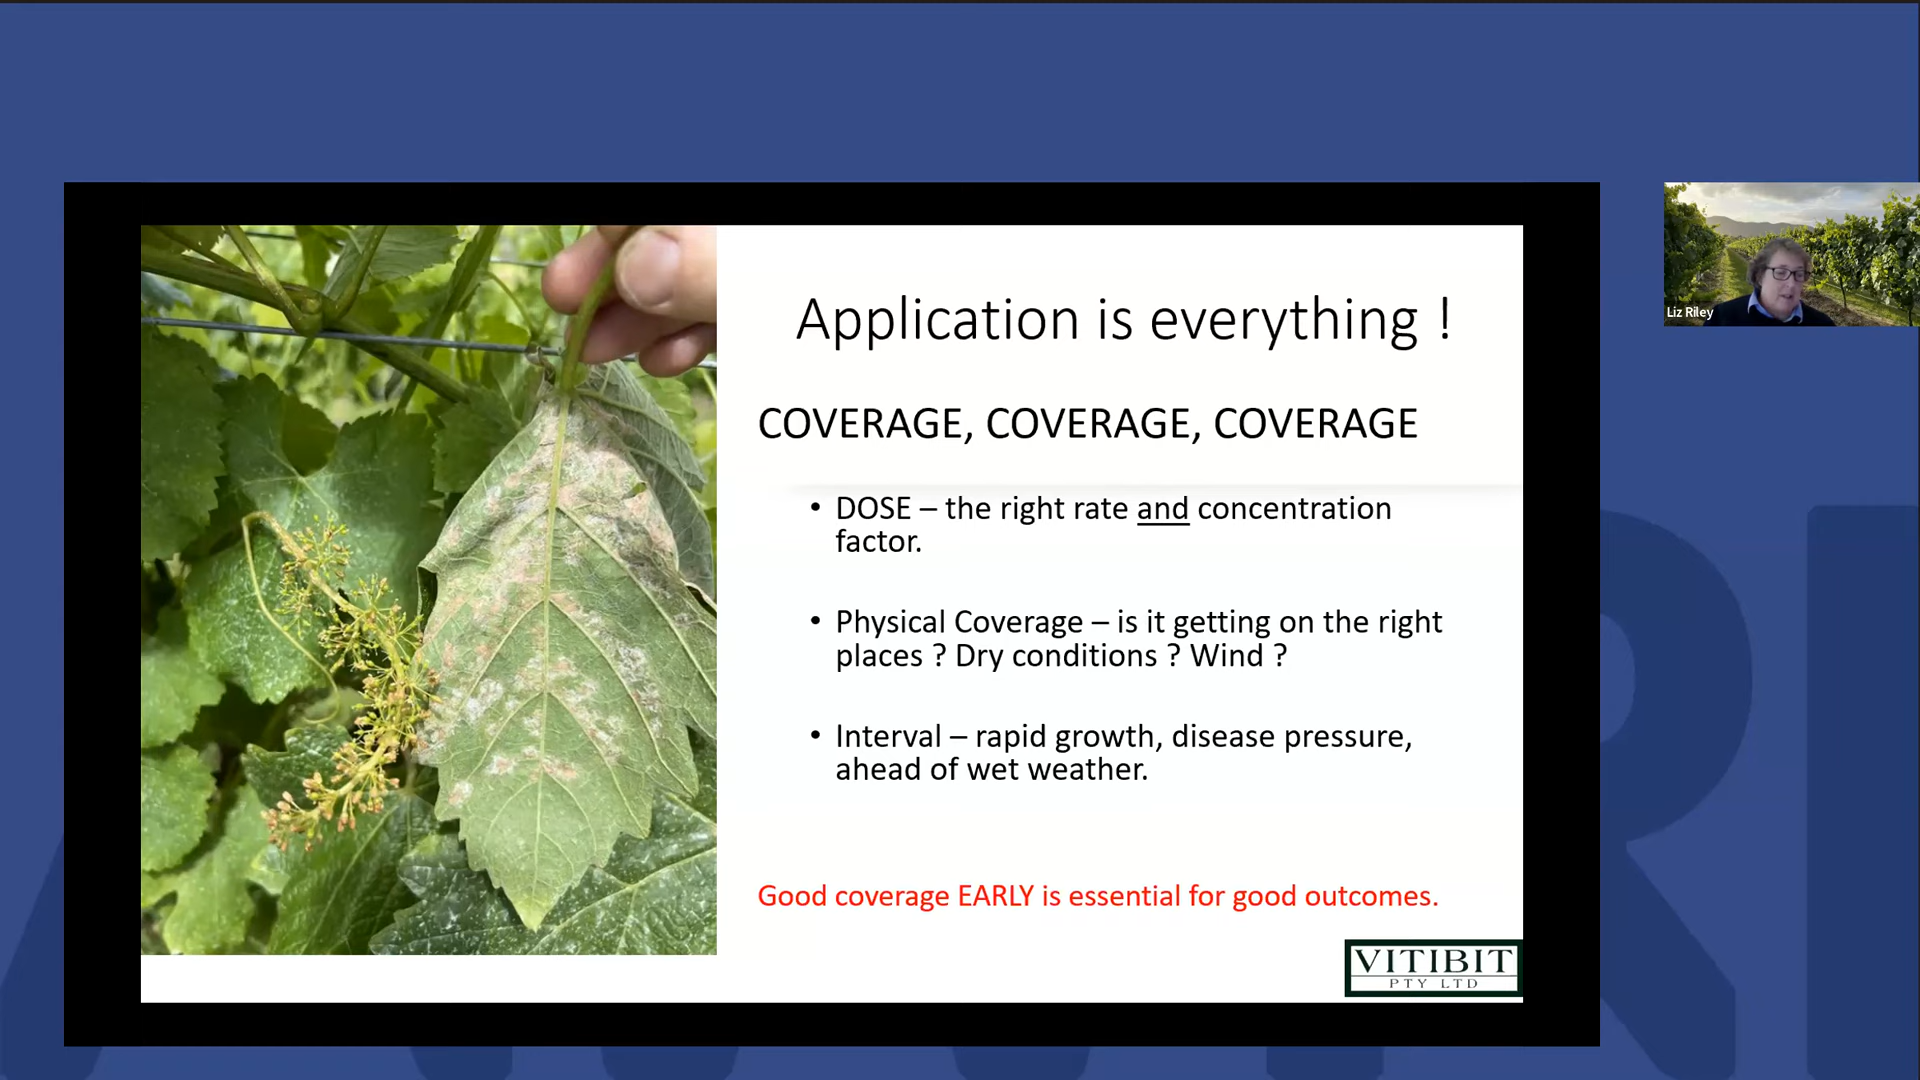 Application is everything !
COVERAGE, COVERAGE, COVERAGE
• DOSE – the right rate and concentration
factor.
• Physical Coverage – is it getting on the right
places ? Dry conditions ? Wind ?
• Interval – rapid growth, disease pressure,
ahead of wet weather.
Good coverage EARLY is essential for good outcomes.
VITIBIT
PTY LTD
Liz Riley